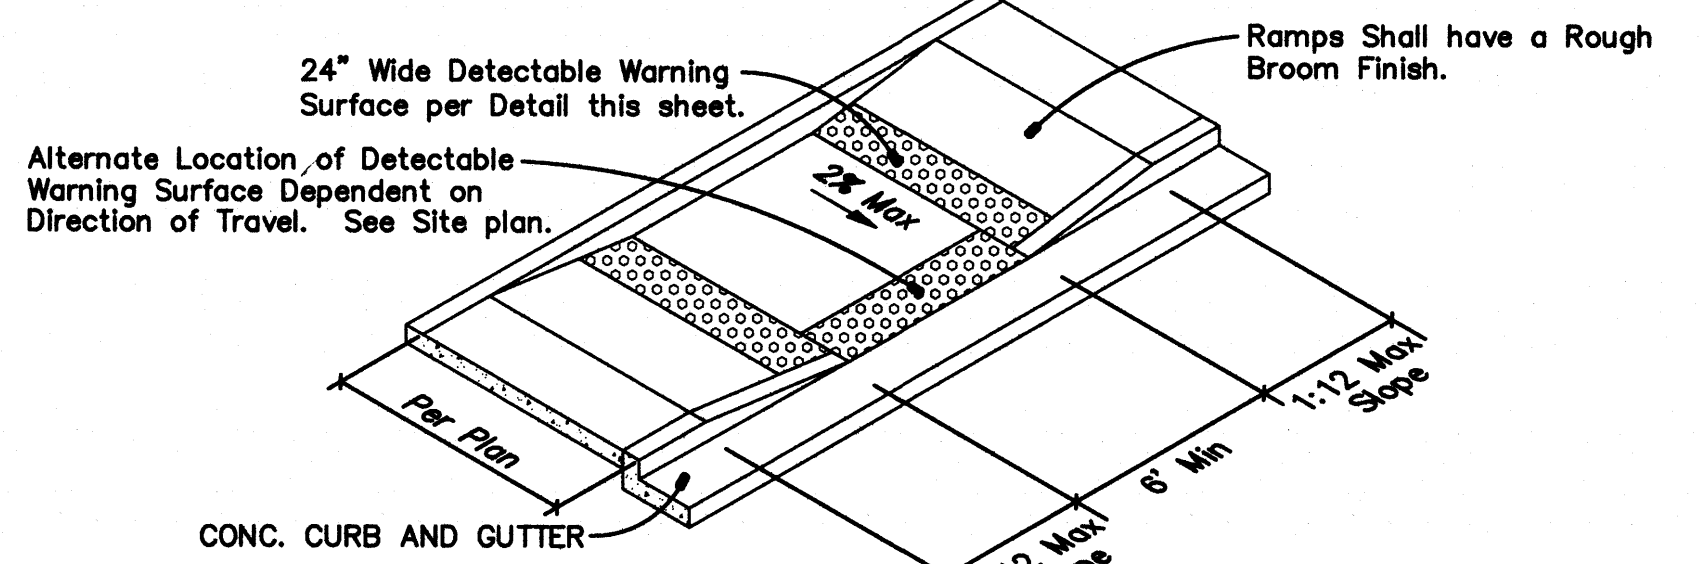 Ramps Shall have a Rough
Broom Finish.
24" Wide Detectable Warning
Surface per Detail this sheet.
Alternate Location of Detectable
Warning Surface Dependent on
Direction of Travel. See Site plan.
2% Max
1:12 Max
Slope
Per Plan
6' Min
CONC. CURB AND GUTTER
Max